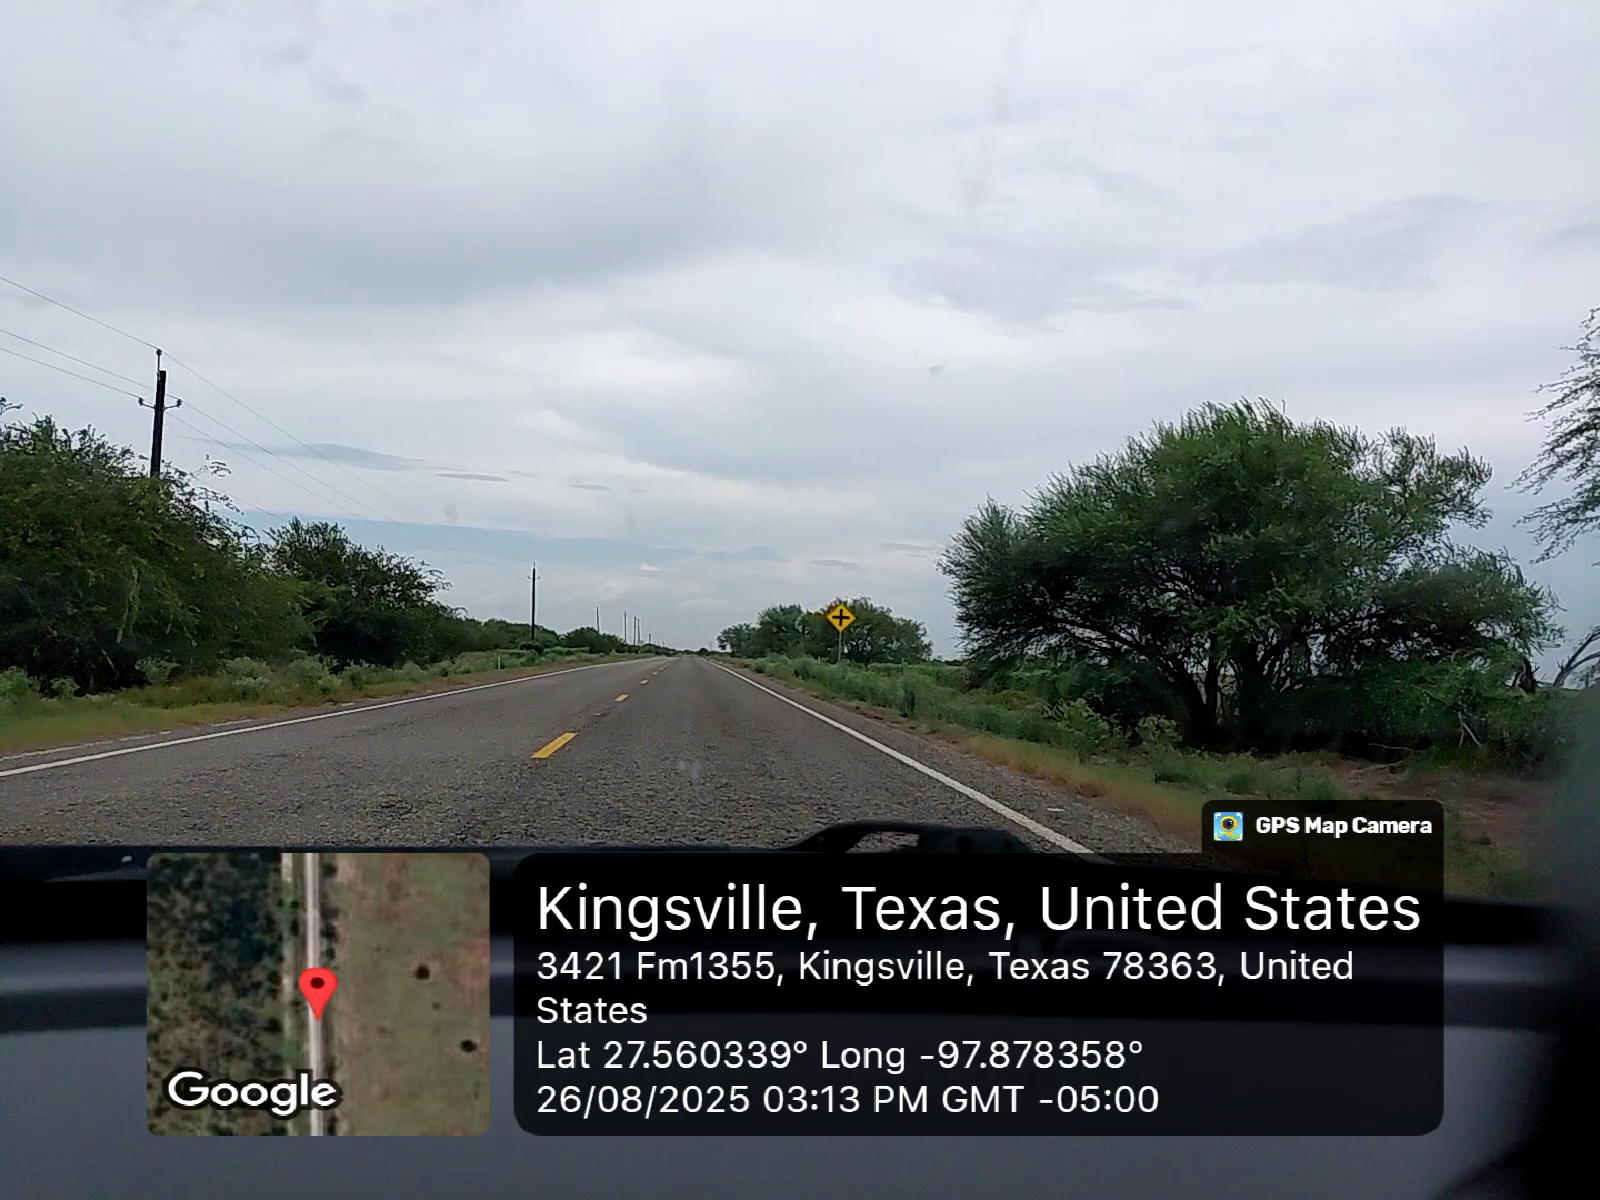 GPS Map Camera
Kingsville, Texas, United States
3421 Fm1355, Kingsville, Texas 78363, United
States
Lat 27.560339° Long -97.878358°
26/08/2025 03:13 PM GMT -05:00
Google